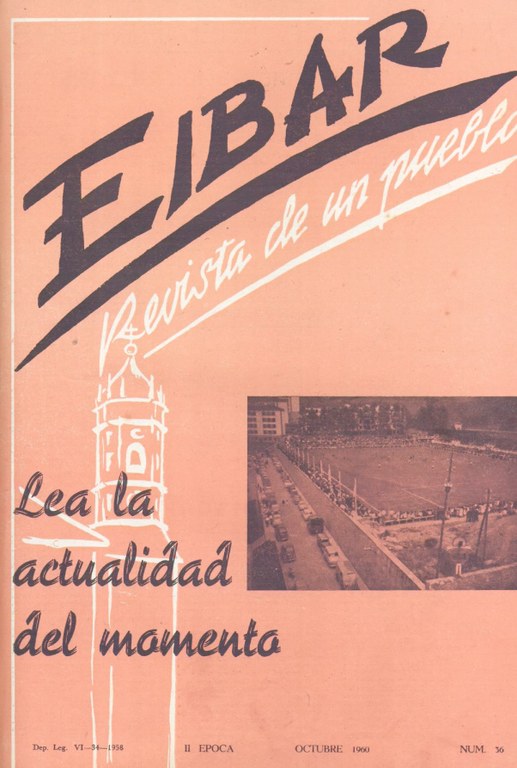 EIBAR
Revista de un pueblo
Lea la
actualidad
del momento
Dep. Leg. VI—34—1958 II EPOCA OCTUBRE 1960 NUM. 36